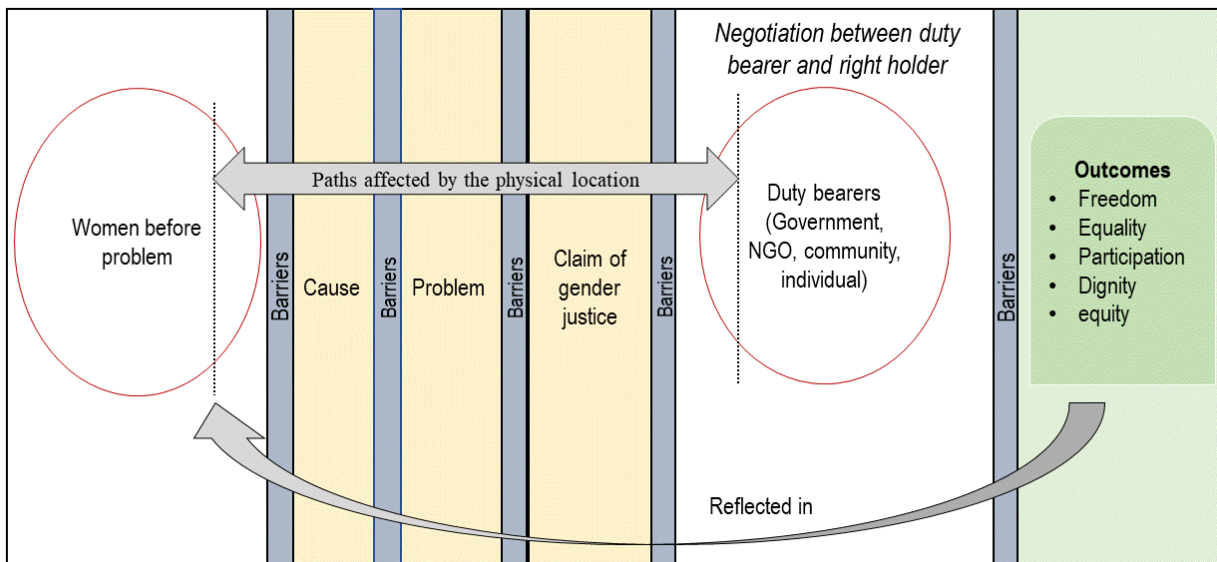 Negotiation between duty
bearer and right holder
Paths affected by the physical location
Women before
problem
Barriers
Cause
Barriers
Problem
Barriers
Claim of
gender
justice
Barriers
Duty bearers
(Government,
NGO, community,
individual)
Barriers
Outcomes
• Freedom
• Equality
• Participation
• Dignity
• equity
Reflected in